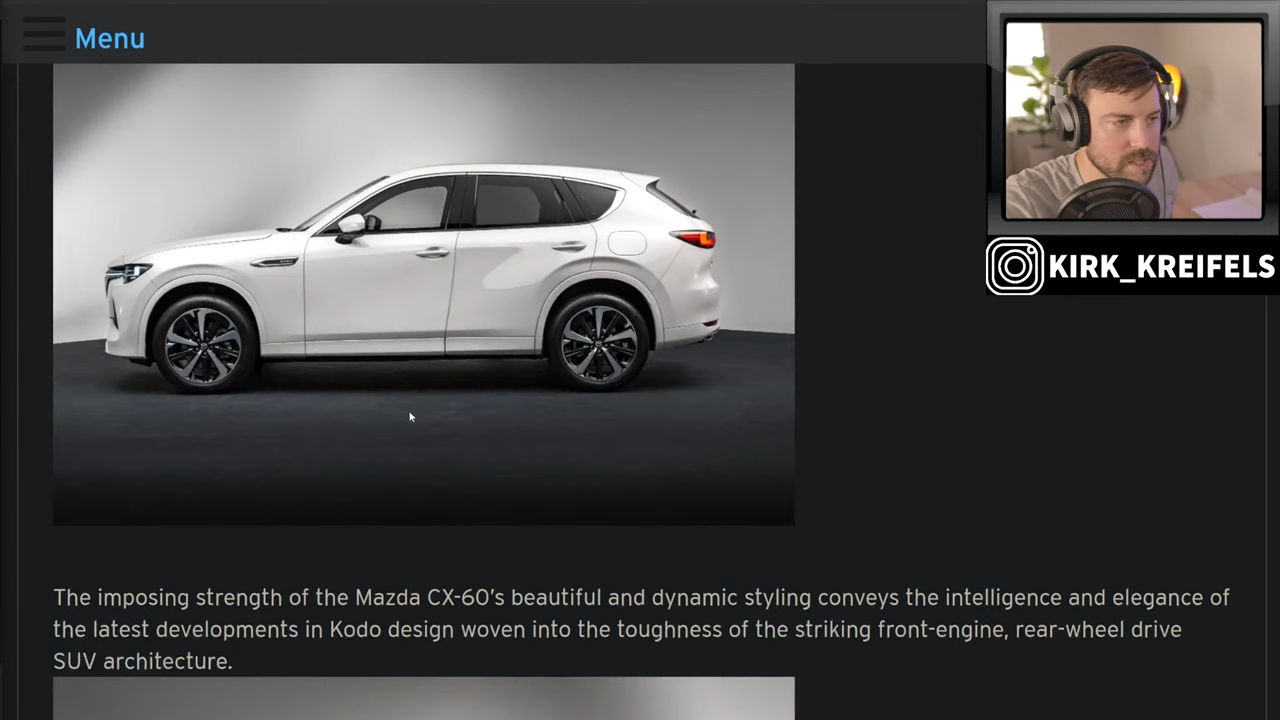 Menu
KIRK_KREIFELS
The imposing strength of the Mazda CX-60's beautiful and dynamic styling conveys the intelligence and elegance of
the latest developments in Kodo design woven into the toughness of the striking front-engine, rear-wheel drive
SUV architecture.